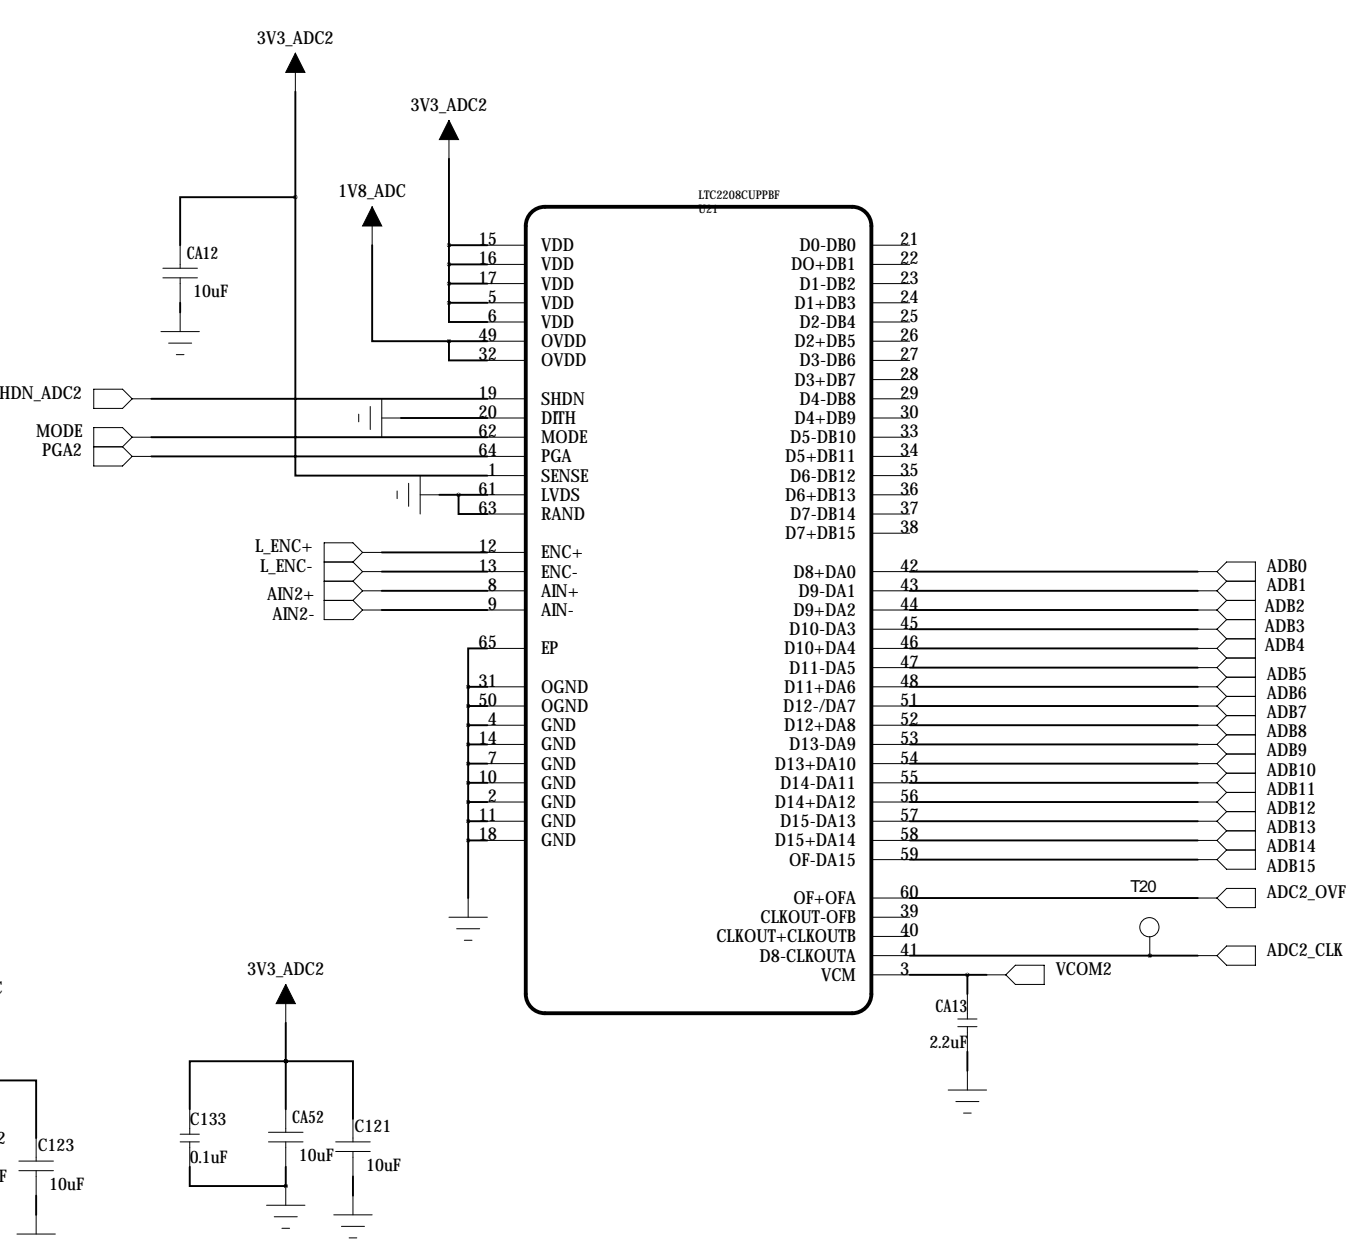 3V3_ADC2
3V3_ADC2
1V8_ADC
LTC2208CUPPBF
U21
CA12
10uF
15 VDD
16 VDD
17 VDD
5 VDD
6 VDD
49 OVDD
32 OVDD
HDN_ADC2 19 SHDN
20 DITH
MODE 62 MODE
PGA2 64 PGA
1 SENSE
61 LVDS
63 RAND
L_ENC+ 12 ENC+
L_ENC- 13 ENC-
AIN2+ 8 AIN+
AIN2- 9 AIN-
65 EP
31 OGND
50 OGND
4 GND
14 GND
7 GND
10 GND
2 GND
11 GND
18 GND
D0-DB0 21
DO+DB1 22
D1-DB2 23
D1+DB3 24
D2-DB4 25
D2+DB5 26
D3-DB6 27
D3+DB7 28
D4-DB8 29
D4+DB9 30
D5-DB10 33
D5+DB11 34
D6-DB12 35
D6+DB13 36
D7-DB14 37
D7+DB15 38
D8+DA0 42 ADB0
D9-DA1 43 ADB1
D9+DA2 44 ADB2
D10-DA3 45 ADB3
D10+DA4 46 ADB4
D11-DA5 47 ADB5
D11+DA6 48 ADB6
D12-/DA7 51 ADB7
D12+DA8 52 ADB8
D13-DA9 53 ADB9
D13+DA10 54 ADB10
D14-DA11 55 ADB11
D14+DA12 56 ADB12
D15-DA13 57 ADB13
D15+DA14 58 ADB14
OF-DA15 59 ADB15
OF+OFA 60 T20 ADC2_OVF
CLKOUT-OFB 39
CLKOUT+CLKOUTB 40
D8-CLKOUTA 41 ADC2_CLK
VCM 3 VCOM2
CA13
2.2uF
3V3_ADC2
C133
0.1uF
CA52
10uF
C121
10uF
C
2
F
C123
10uF